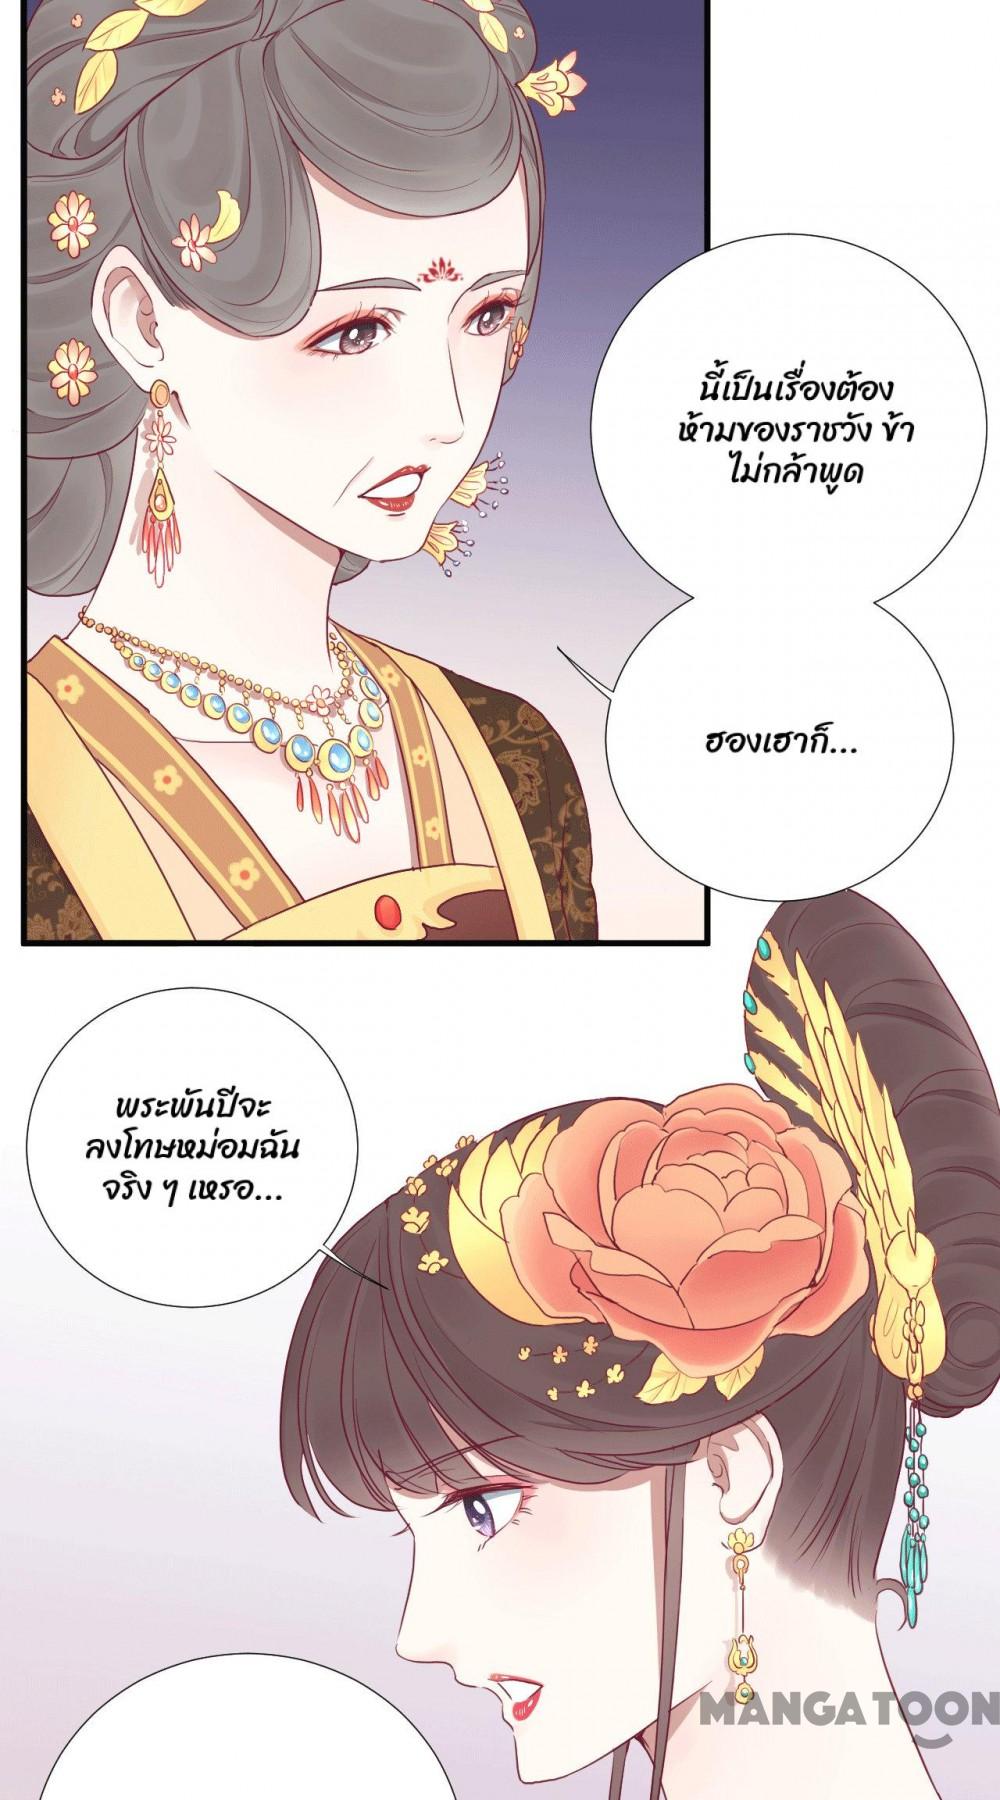 นี้เป็นเรื่องต้อง
ห้ามของราชวัง ข้า
ไม่กล้าพูด
ฮองเฮาก็...
พระพันปีจะ
ลงโทษหม่อมฉัน
จริง ๆ เหรอ...
MANGATOON